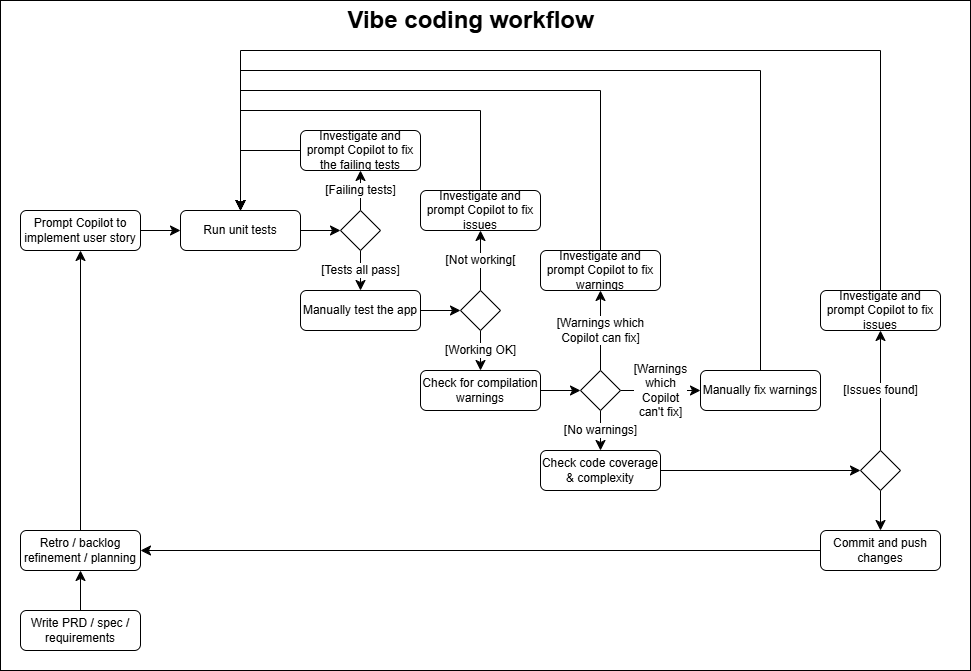 Vibe coding workflow
Investigate and
prompt Copilot to fix
the failing tests
[Failing tests]
Investigate and
prompt Copilot to fix
issues
Prompt Copilot to
implement user story
Run unit tests
[Tests all pass]
[Not working[
Investigate and
prompt Copilot to fix
warnings
Manually test the app
Investigate and
prompt Copilot to fix
issues
[Warnings which
Copilot can fix]
[Working OK]
Check for compilation
warnings
[Warnings
which
Copilot
can't fix]
Manually fix warnings
[Issues found]
[No warnings]
Check code coverage
& complexity
Retro / backlog
refinement / planning
Commit and push
changes
Write PRD / spec /
requirements